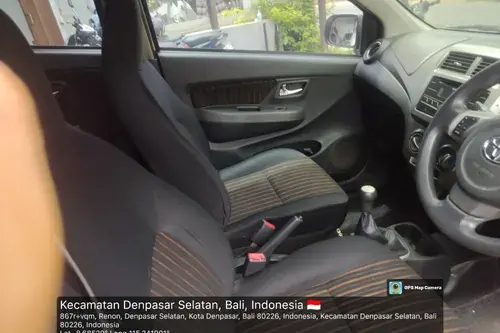 GPS Map Camera
Kecamatan Denpasar Selatan, Bali, Indonesia
867r+vqm, Renon, Denpasar Selatan, Kota Denpasar, Bali 80226, Indonesia, Kecamatan Denpasar Selatan, Bali
80226, Indonesia